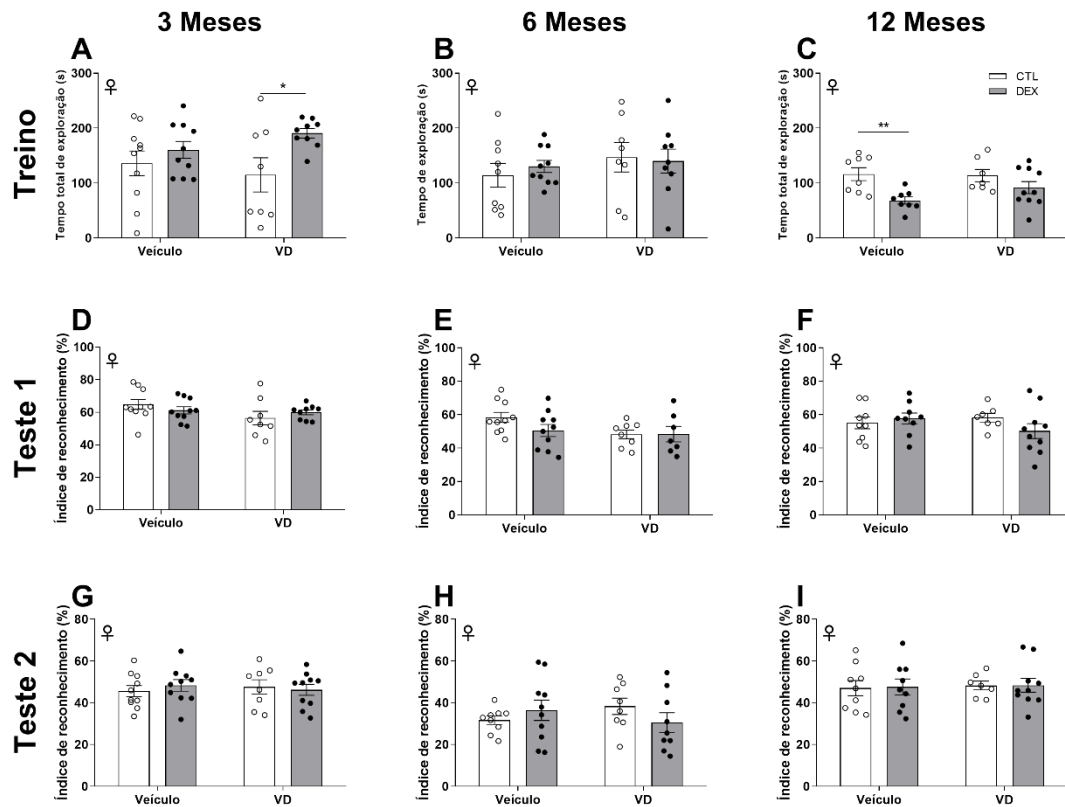 3 Meses
6 Meses
12 Meses
Treino
A
Tempo total de exploração (s)
300
200
100
0
♀
*
Veículo
VD
B
Tempo de exploração (s)
300
200
100
0
♀
Veículo
VD
C
Tempo total de exploração (s)
300
200
100
0
♀
**
CTL
DEX
Veículo
VD
Teste 1
D
Índice de reconhecimento (%)
100
80
60
40
20
0
♀
Veículo
VD
E
Índice de reconhecimento (%)
100
80
60
40
20
0
♀
Veículo
VD
F
Índice de reconhecimento (%)
100
80
60
40
20
0
♀
Veículo
VD
Teste 2
G
Índice de reconhecimento (%)
80
60
40
20
0
♀
Veículo
VD
H
Índice de reconhecimento (%)
80
60
40
20
0
♀
Veículo
VD
I
Índice de reconhecimento (%)
80
60
40
20
0
♀
Veículo
VD